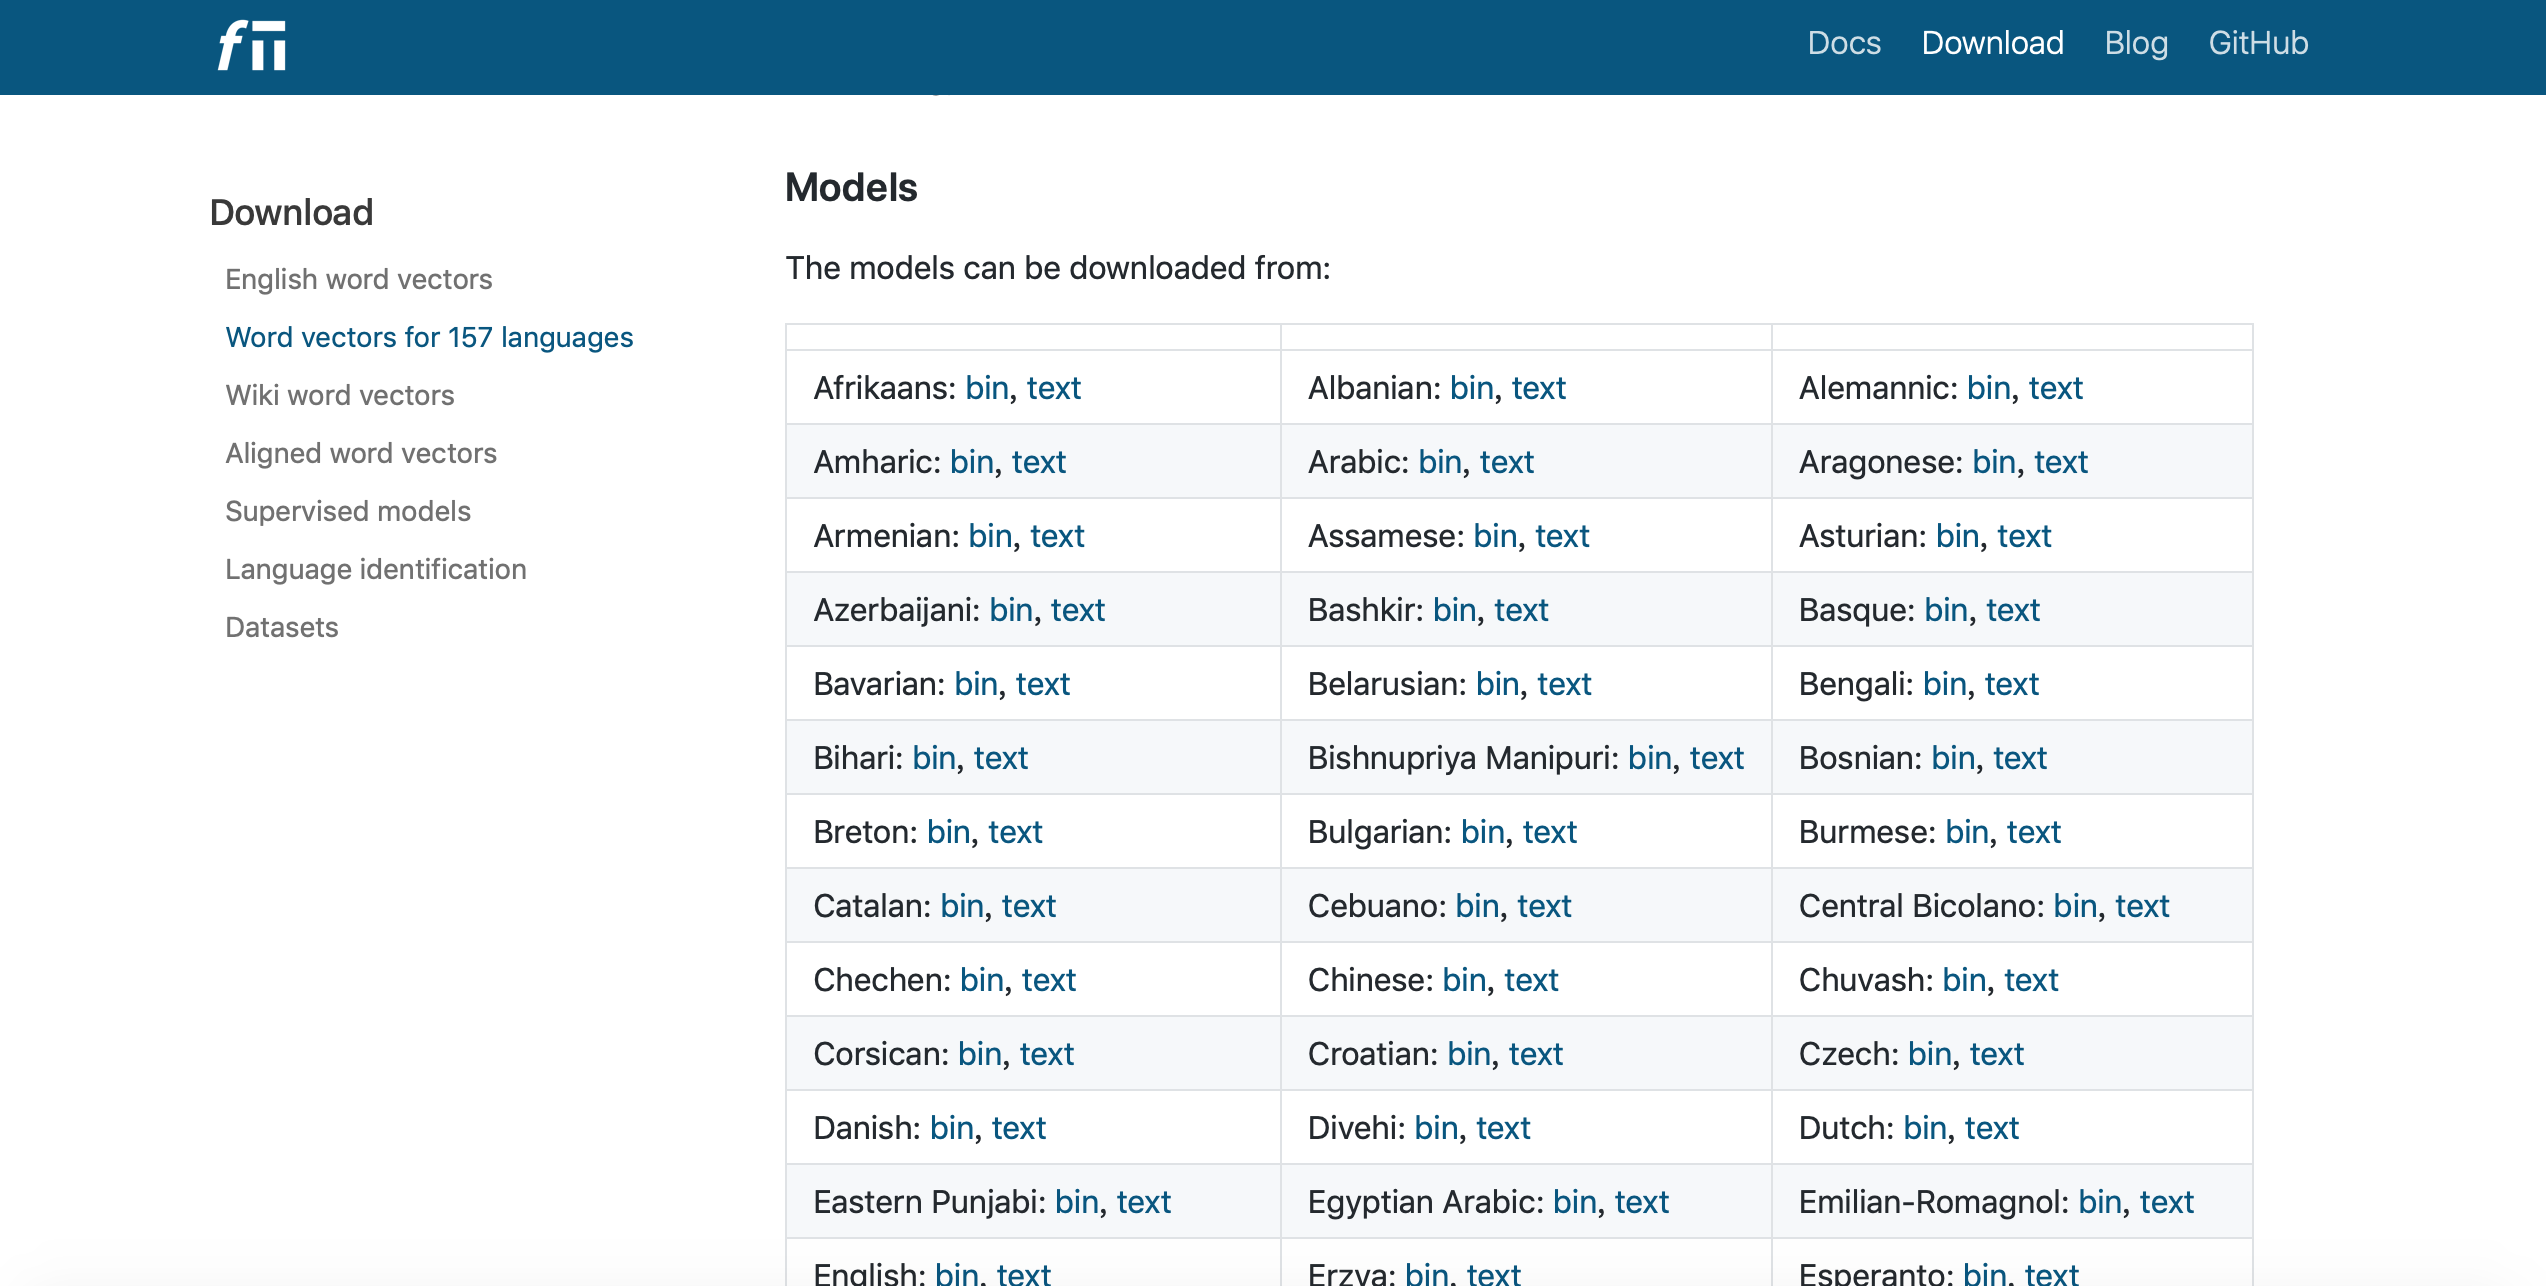 Docs Download Blog GitHub
Download
English word vectors
Word vectors for 157 languages
Wiki word vectors
Aligned word vectors
Supervised models
Language identification
Datasets
Models
The models can be downloaded from:
Afrikaans: bin, text Albanian: bin, text Alemannic: bin, text
Amharic: bin, text Arabic: bin, text Aragonese: bin, text
Armenian: bin, text Assamese: bin, text Asturian: bin, text
Azerbaijani: bin, text Bashkir: bin, text Basque: bin, text
Bavarian: bin, text Belarusian: bin, text Bengali: bin, text
Bihari: bin, text Bishnupriya Manipuri: bin, text Bosnian: bin, text
Breton: bin, text Bulgarian: bin, text Burmese: bin, text
Catalan: bin, text Cebuano: bin, text Central Bicolano: bin, text
Chechen: bin, text Chinese: bin, text Chuvash: bin, text
Corsican: bin, text Croatian: bin, text Czech: bin, text
Danish: bin, text Divehi: bin, text Dutch: bin, text
Eastern Punjabi: bin, text Egyptian Arabic: bin, text Emilian-Romagnol: bin, text
English: bin, text Erzya: bin, text Esperanto: bin, text